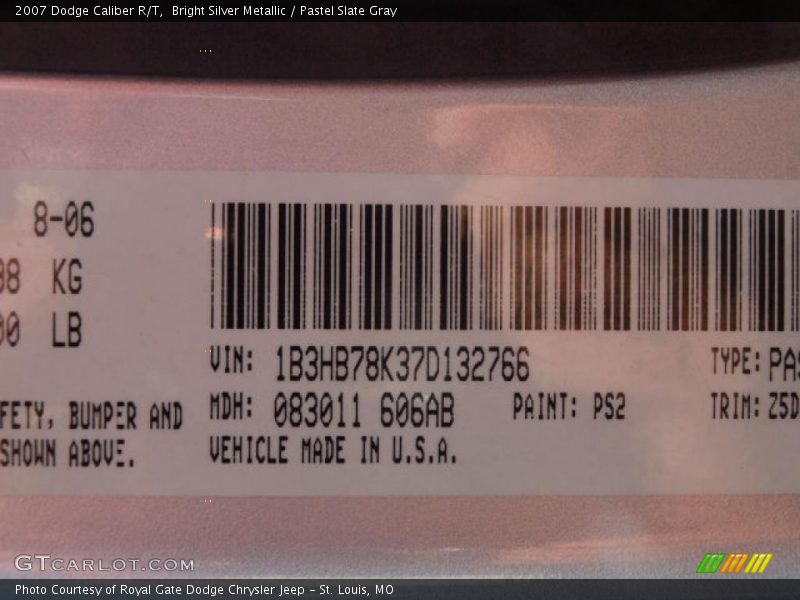 2007 Dodge Caliber R/T, Bright Silver Metallic / Pastel Slate Gray
8-06
KG
LB
VIN: 1B3HB78K37D132766 TYPE: PAS
MDH: 083011 606AB PAINT: PS2 TRIM: Z5D
FETY, BUMPER AND
SHOWN ABOVE.
VEHICLE MADE IN U.S.A.
GTCARLOT.COM
Photo Courtesy of Royal Gate Dodge Chrysler Jeep - St. Louis, MO